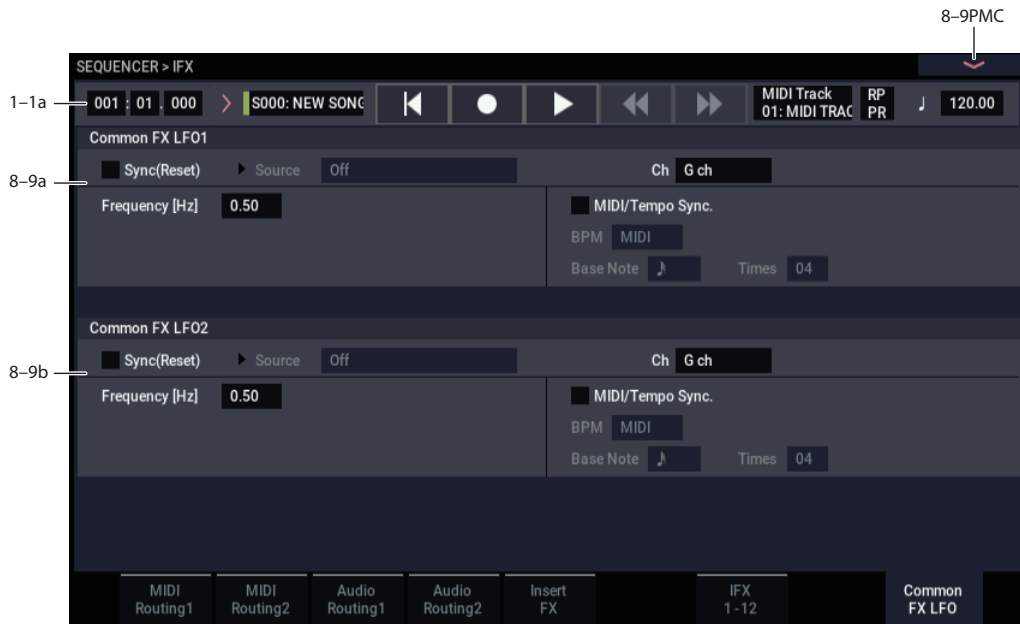 8–9PMC
SEQUENCER > IFX
1–1a
001 : 01 . 000
S000: NEW SONG
MIDI Track
01: MIDI TRAC
RP
PR
♩ 120.00
Common FX LFO1
8–9a
Sync(Reset) Source Off Ch G ch
Frequency [Hz] 0.50 MIDI/Tempo Sync.
BPM MIDI
Base Note Times 04
Common FX LFO2
8–9b
Sync(Reset) Source Off Ch G ch
Frequency [Hz] 0.50 MIDI/Tempo Sync.
BPM MIDI
Base Note Times 04
MIDI
Routing1
MIDI
Routing2
Audio
Routing1
Audio
Routing2
Insert
FX
IFX
1-12
Common
FX LFO